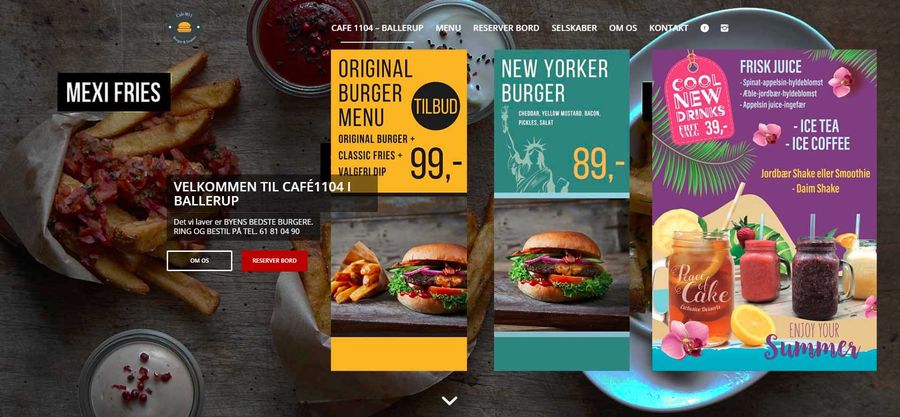 CAFE 1104 – BALLERUP MENU RESERVER BORD SELSKABER OM OS KONTAKT
MEXI FRIES
ORIGINAL
BURGER
MENU
TILBUD
ORIGINAL BURGER +
CLASSIC FRIES +
VALGFRI DIP
99,-
NEW YORKER
BURGER
CHEDDAR, YELLOW MUSTARD, BACON,
PICKLES, SALAT
89,-
COOL
NEW
DRINKS
FRIT
VALG 39,-
FRISK JUICE
- Spinat-appelsin-hyldeblomst
- Æble-jordbær-hyldeblomst
- Appelsin juice-ingefær
- ICE TEA
- ICE COFFEE
Jordbær Shake eller Smoothie
- Daim Shake
Peace
of
Cake
Exclusive Desserts
ENJOY YOUR
Summer
VELKOMMEN TIL CAFÉ1104 I
BALLERUP
Det vi laver er BYENS BEDSTE BURGERE.
RING OG BESTIL PÅ TEL. 61 81 04 90
OM OS
RESERVER BORD